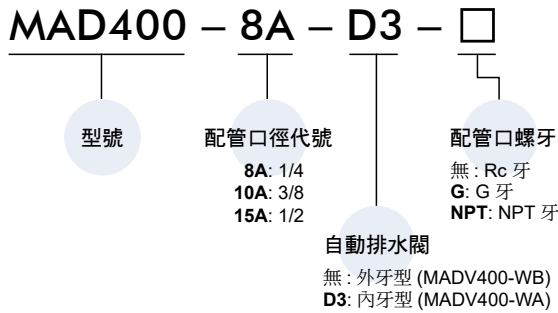 MAD400 – 8A – D3 – □
型號
配管口徑代號
8A: 1/4
10A: 3/8
15A: 1/2
配管口螺牙
無 : Rc 牙
G: G 牙
NPT: NPT 牙
自動排水閥
無 : 外牙型 (MADV400-WB)
D3: 內牙型 (MADV400-WA)